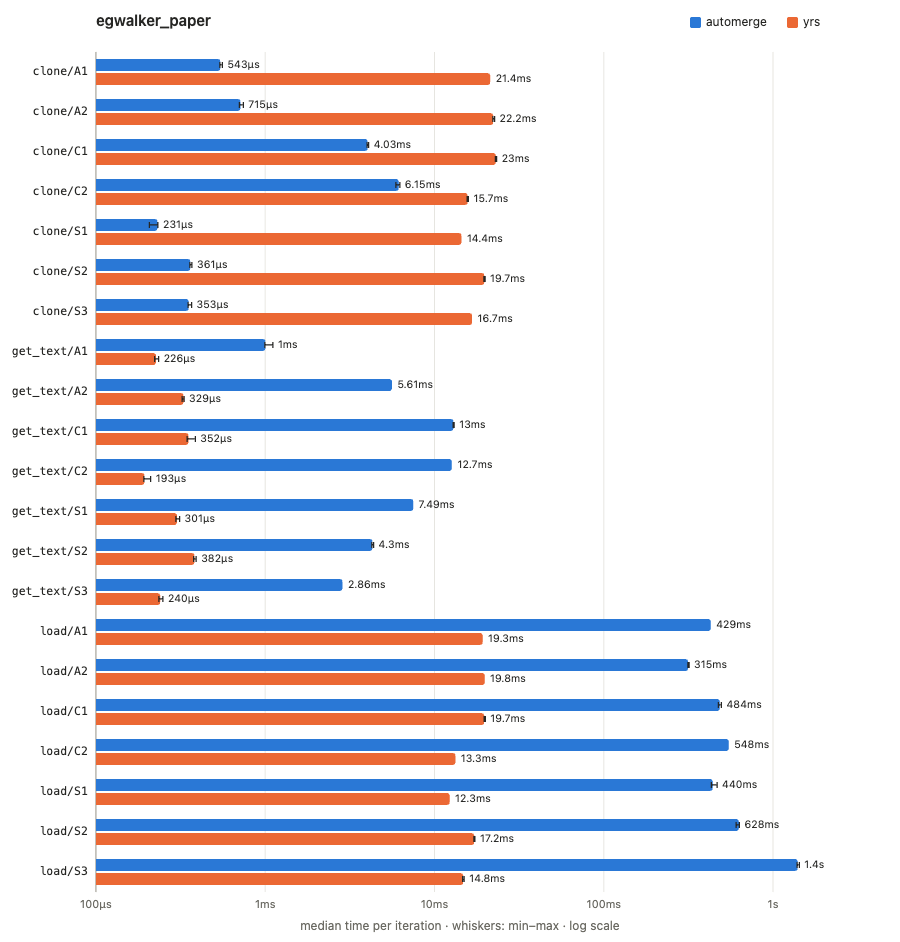 egwalker_paper
automerge yrs
clone/A1 543µs
21.4ms
clone/A2 715µs
22.2ms
clone/C1 4.03ms
23ms
clone/C2 6.15ms
15.7ms
clone/S1 231µs
14.4ms
clone/S2 361µs
19.7ms
clone/S3 353µs
16.7ms
get_text/A1 1ms
226µs
get_text/A2 5.61ms
329µs
get_text/C1 13ms
352µs
get_text/C2 12.7ms
193µs
get_text/S1 7.49ms
301µs
get_text/S2 4.3ms
382µs
get_text/S3 2.86ms
240µs
load/A1 429ms
19.3ms
load/A2 315ms
19.8ms
load/C1 484ms
19.7ms
load/C2 548ms
13.3ms
load/S1 440ms
12.3ms
load/S2 628ms
17.2ms
load/S3 1.4s
14.8ms
100µs 1ms 10ms 100ms 1s
median time per iteration · whiskers: min–max · log scale